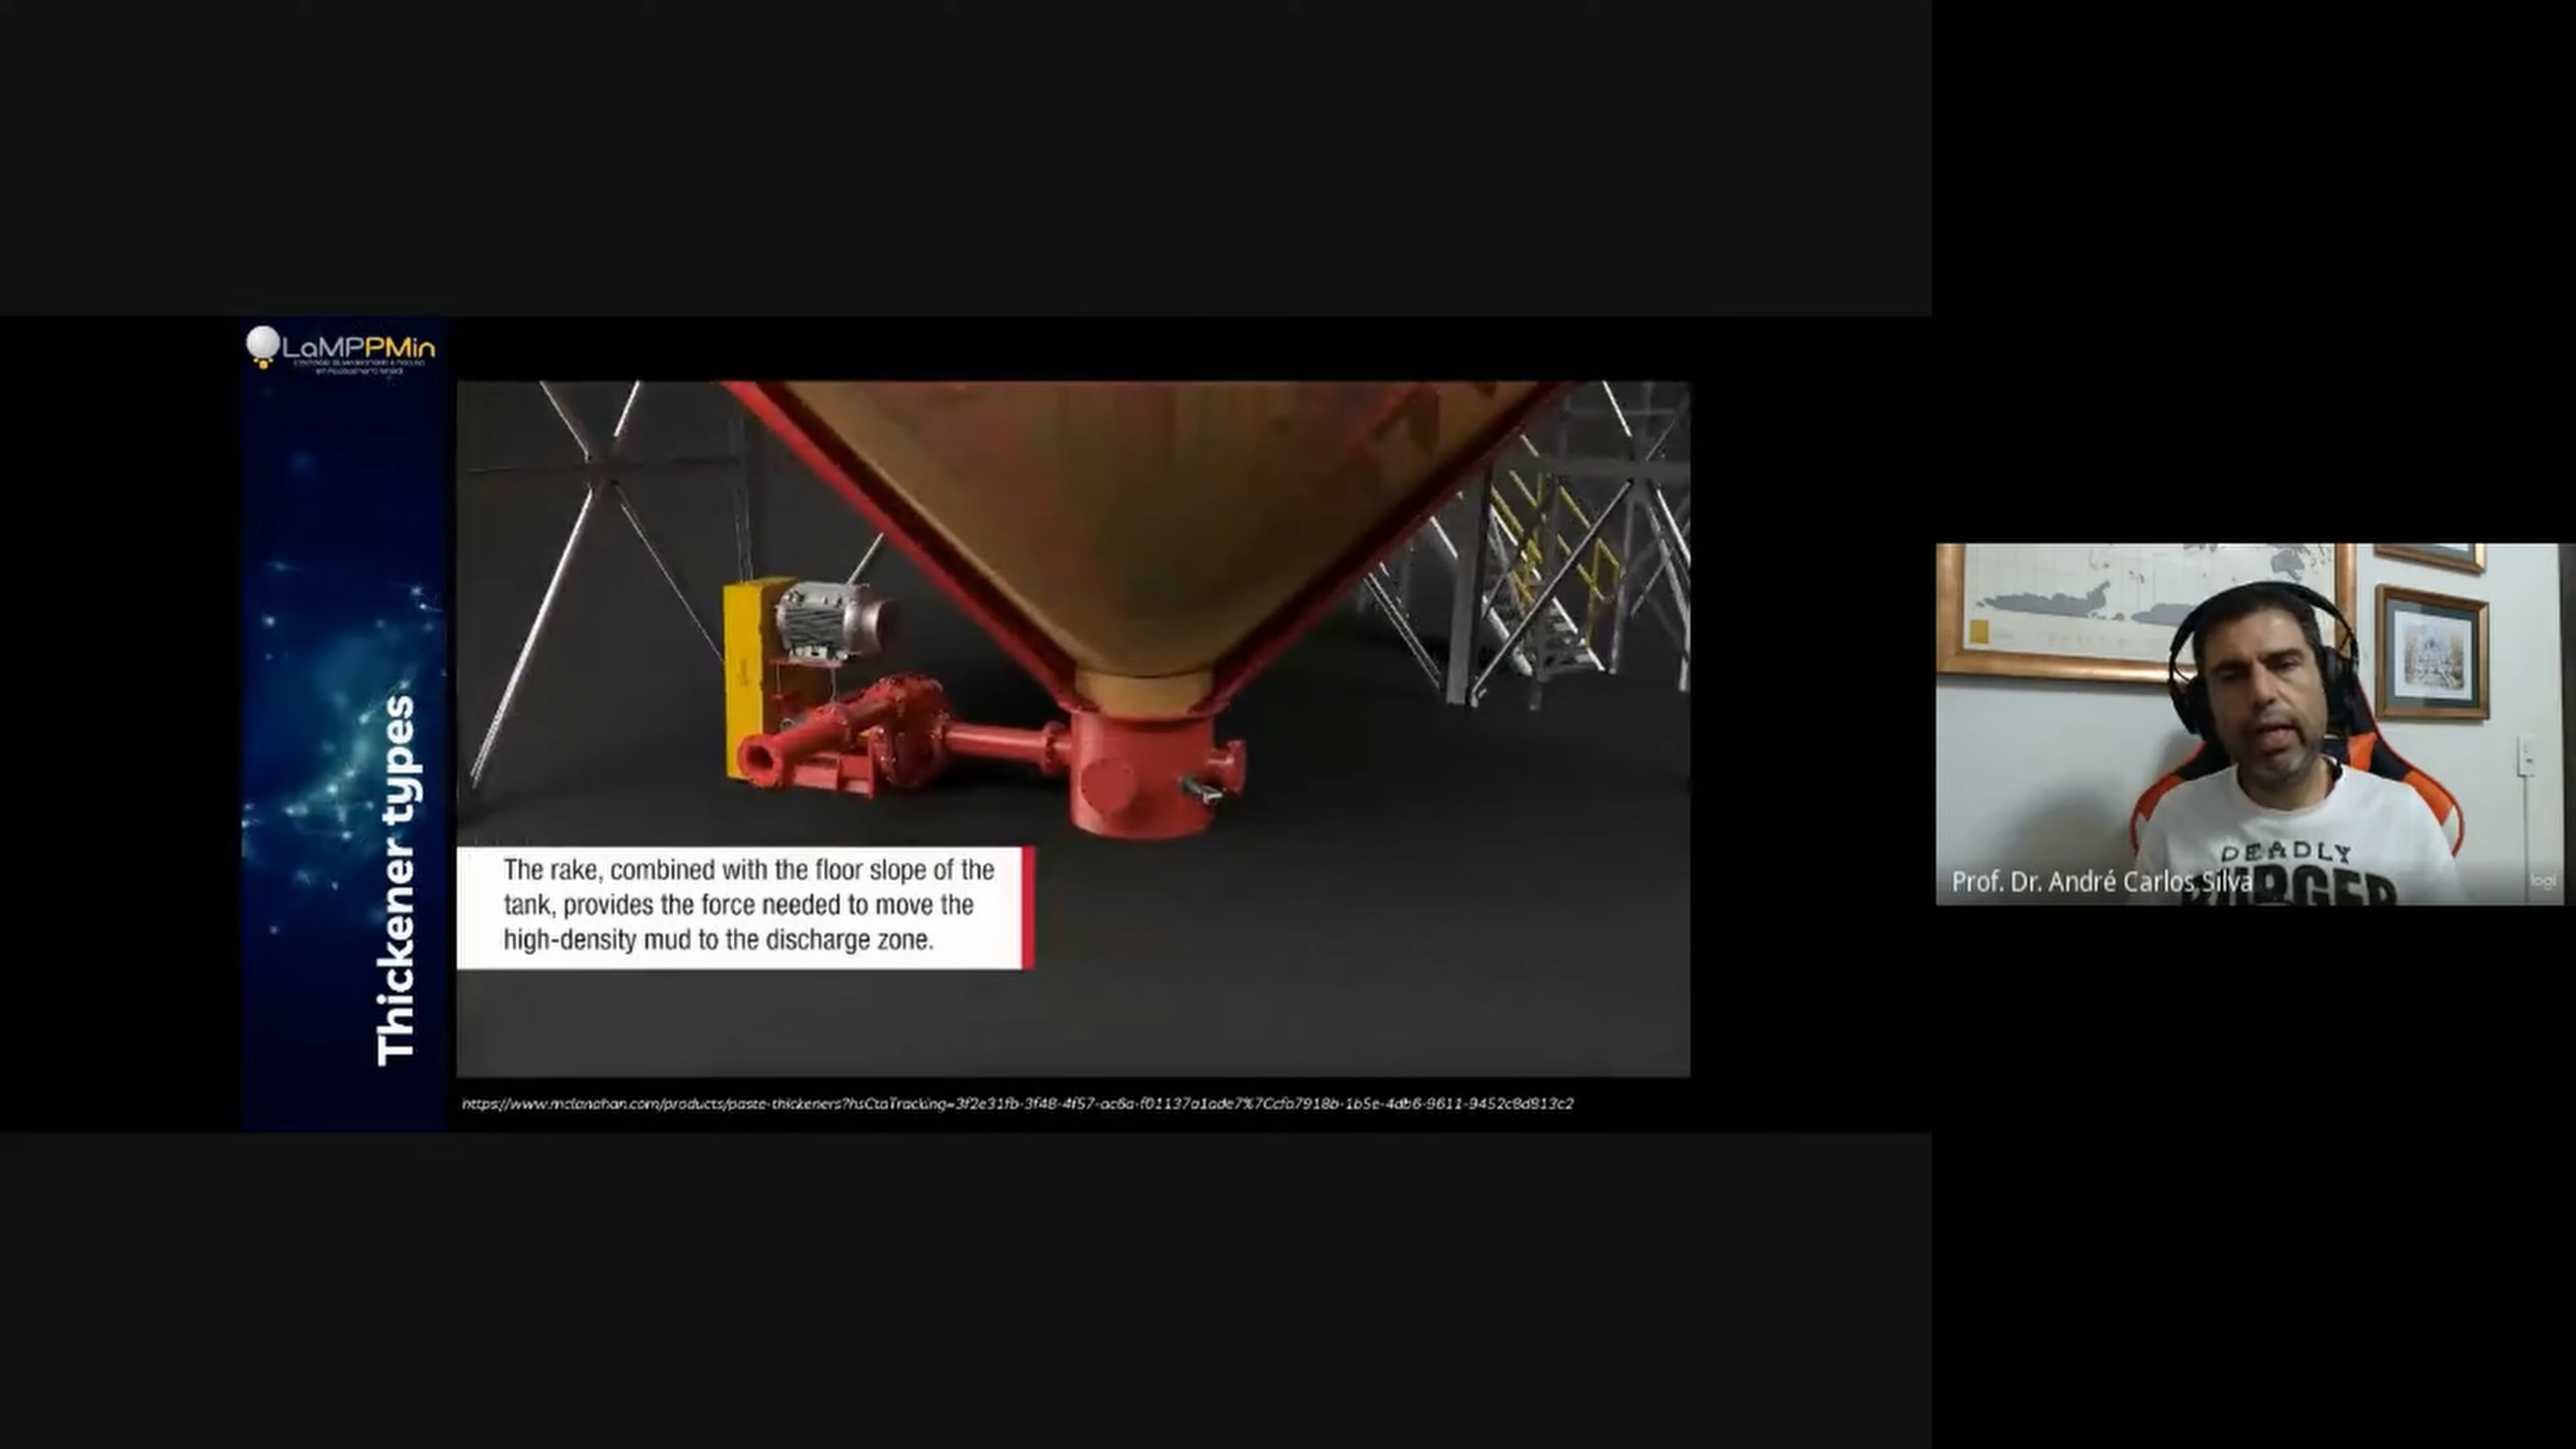 LaMPPMin
Thickener types
The rake, combined with the floor slope of the
tank, provides the force needed to move the
high-density mud to the discharge zone.
https://www.mclanahan.com/products/paste-thickeners?hsCtaTracking=3f2e31fb-3f48-4f57-ac6a-f01137a1ade7%7Ccfa7918b-1b5e-4db6-9611-9452c8d813c2
DEADLY
BURGER
Prof. Dr. André Carlos Silva
logi